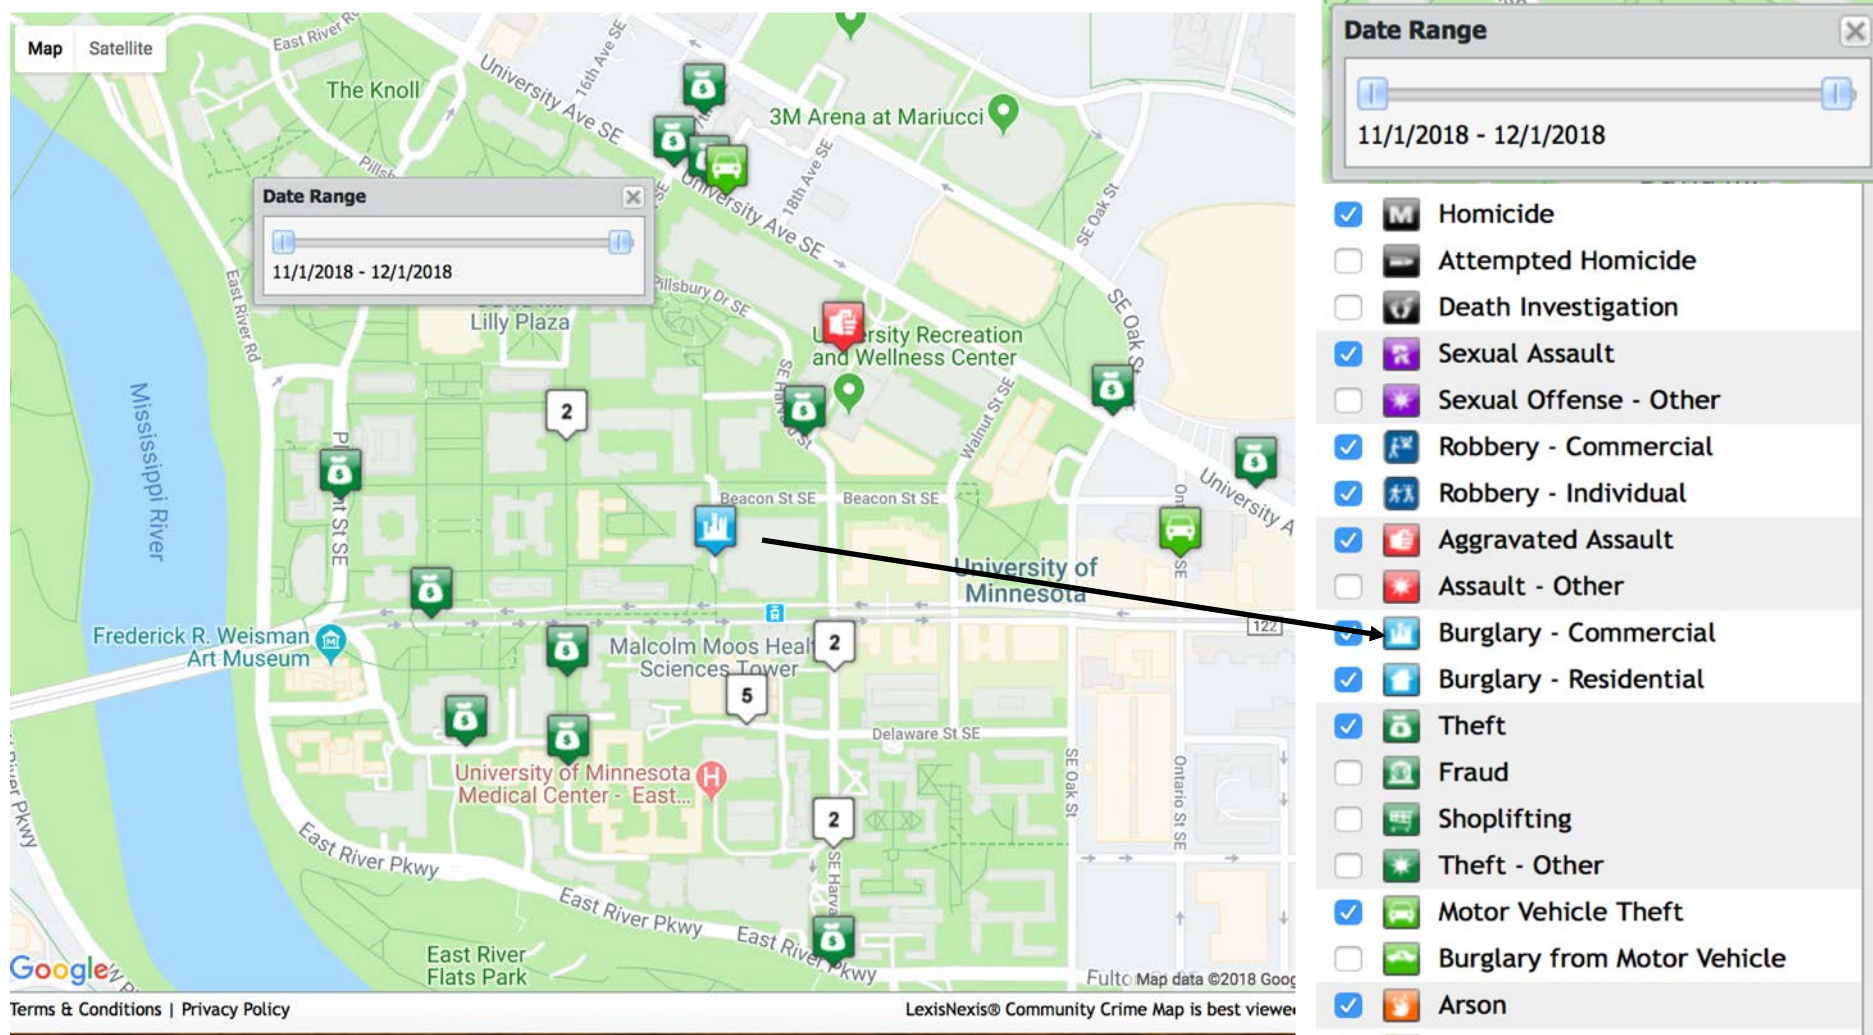 Map
Satellite
East River R
The Knoll
University Ave SE
16th Ave SE
3M Arena at Mariucci
18th Ave SE
University Ave SE
SE Oak St
Date Range
11/1/2018 - 12/1/2018
East River Rd
Lilly Plaza
Pillsbury Dr SE
University Recreation
and Wellness Center
Walnut St SE
Mississippi River
2
Beacon St SE
Beacon St SE
University A
University of
Minnesota
122
Frederick R. Weisman
Art Museum
Malcolm Moos Heal
Sciences Tower
2
5
Delaware St SE
University of Minnesota
Medical Center - East...
H
SE Oak St
Ontario St SE
2
East River Pkwy
East River Pkwy
East River Pkwy
SE Harva
East River
Flats Park
Google
Map data ©2018 Goog
Terms & Conditions | Privacy Policy
LexisNexis® Community Crime Map is best viewe
Date Range
11/1/2018 - 12/1/2018
Homicide
Attempted Homicide
Death Investigation
Sexual Assault
Sexual Offense - Other
Robbery - Commercial
Robbery - Individual
Aggravated Assault
Assault - Other
Burglary - Commercial
Burglary - Residential
Theft
Fraud
Shoplifting
Theft - Other
Motor Vehicle Theft
Burglary from Motor Vehicle
Arson